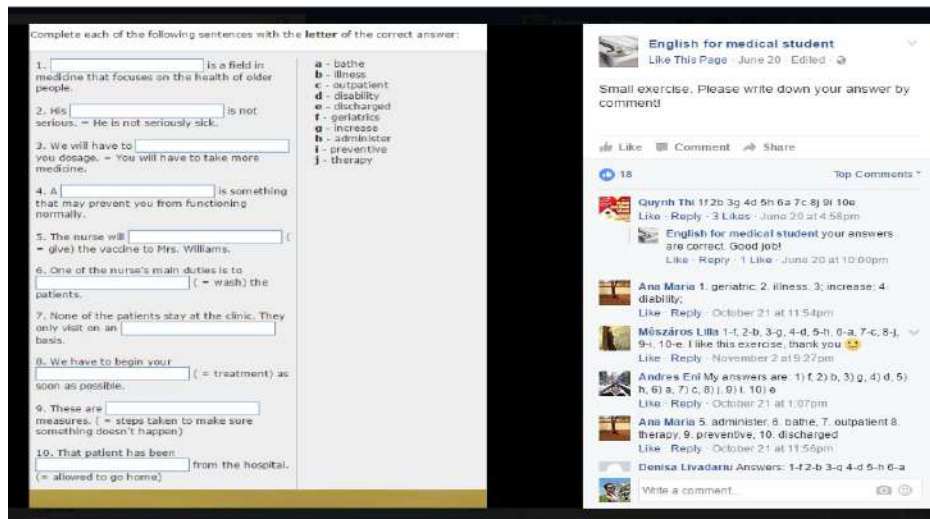 Complete each of the following sentences with the letter of the correct answer:
1. is a field in
medicine that focuses on the health of older
people.
2. His is not
serious. = He is not seriously sick.
3. We will have to
you dosage. = You will have to take more
medicine.
4. A is something
that may prevent you from functioning
normally.
5. The nurse will (
= give) the vaccine to Mrs. Williams.
6. One of the nurse's main duties is to
( = wash) the
patients.
7. None of the patients stay at the clinic. They
only visit on an
basis.
8. We have to begin your
( = treatment) as
soon as possible.
9. These are
measures. ( = steps taken to make sure
something doesn't happen)
10. That patient has been
from the hospital.
(= allowed to go home)
a - bathe
b - illness
c - outpatient
d - disability
e - discharged
f - geriatrics
g - increase
h - administer
i - preventive
j - therapy
English for medical student
Like This Page · June 20 · Edited ·
Small exercise. Please write down your answer by
comment!
Like Comment Share
18 Top Comments
Quynh Thi 1f 2b 3g 4d 5h 6a 7c 8j 9i 10e
Like · Reply · 3 Likes · June 20 at 4:58pm
English for medical student your answers
are correct. Good job!
Like · Reply · 1 Like · June 20 at 10:00pm
Ana Maria 1. geriatric; 2. illness. 3; increase; 4.
diability;
Like · Reply · October 21 at 11:54pm
Mészáros Lilla 1-f, 2-b, 3-g, 4-d, 5-h, 6-a, 7-c, 8-j,
9-i, 10-e. I like this exercise, thank you
Like · Reply · November 2 at 9:27pm
Andres Eni My answers are: 1) f, 2) b, 3) g, 4) d, 5)
h, 6) a, 7) c, 8) j, 9) i, 10) e
Like · Reply · October 21 at 1:07pm
Ana Maria 5. administer, 6. bathe, 7. outpatient 8.
therapy, 9. preventive, 10. discharged
Like · Reply · October 21 at 11:56pm
Denisa Livadariu Answers: 1-f 2-b 3-g 4-d 5-h 6-a
Write a comment...